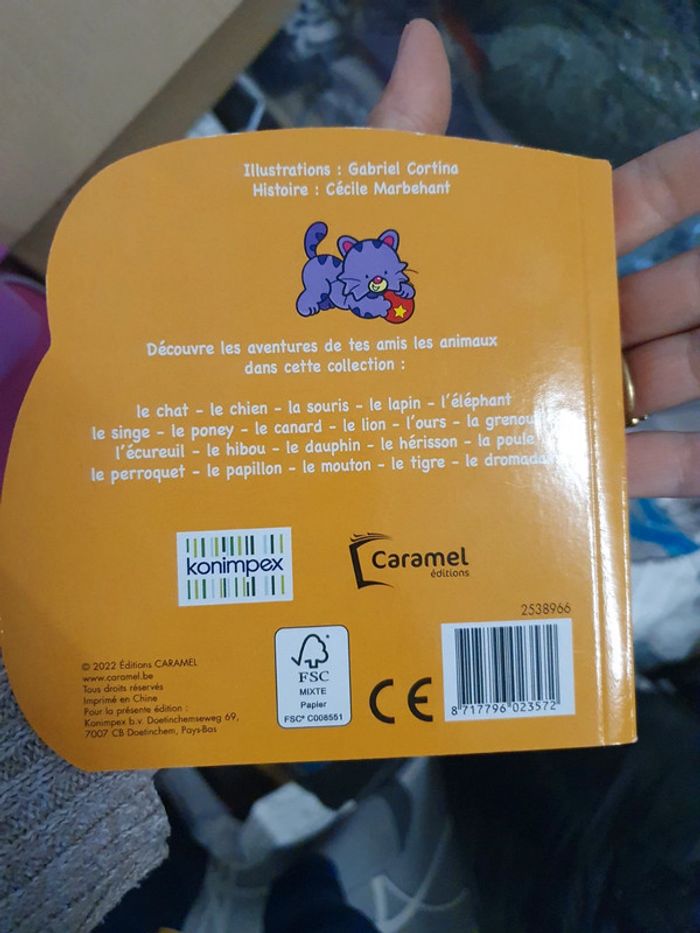 Illustrations : Gabriel Cortina
Histoire : Cécile Marbehant
Découvre les aventures de tes amis les animaux
dans cette collection :
le chat - le chien - la souris - le lapin - l'éléphant
le singe - le poney - le canard - le lion - l'ours - la
l'écureuil - le hibou - le dauphin - le hérisson - la poule
le perroquet - le papillon - le mouton - le tigre - le
konimpex
Caramel
éditions
2538966
© 2022 Éditions CARAMEL
www.caramel.be
Tous droits réservés
Imprimé en Chine
Pour la présente édition :
Konimpex b.v. Doetinchemseweg 69,
7007 CB Doetinchem, Pays-Bas
FSC
MIXTE
Papier
FSC® C008551
CE
8 717796 023572